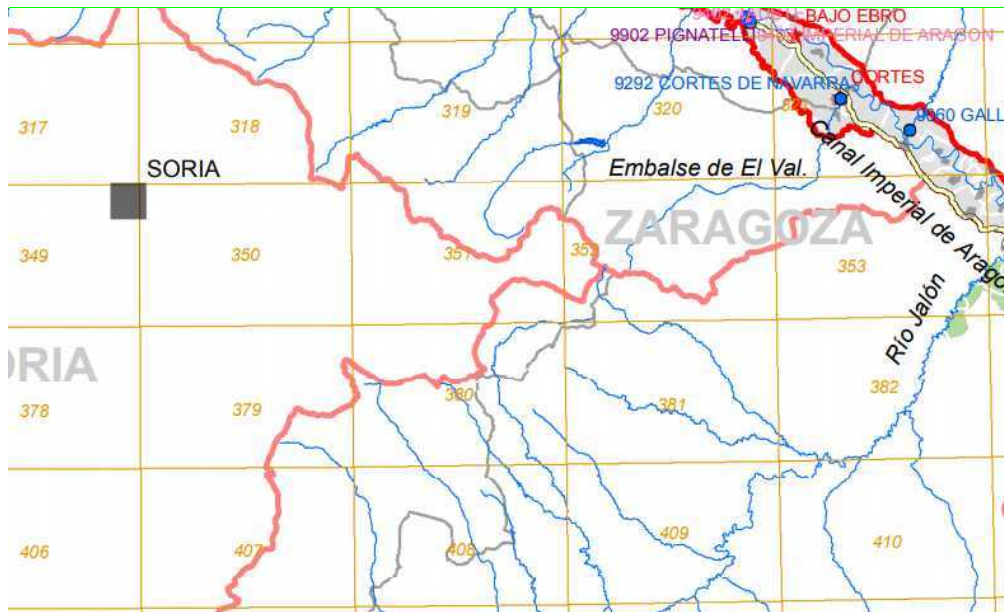 BAJO EBRO
9902 PIGNATEL
IMPERIAL DE ARAGON
9292 CORTES DE NAVARRA
CORTES
319
320
9060 GALL
317
318
SORIA
Embalse de El Val.
Canal Imperial de Arago
ZARAGOZA
349
350
351
352
353
Río Jalón
ORIA
378
379
380
381
382
406
407
408
409
410